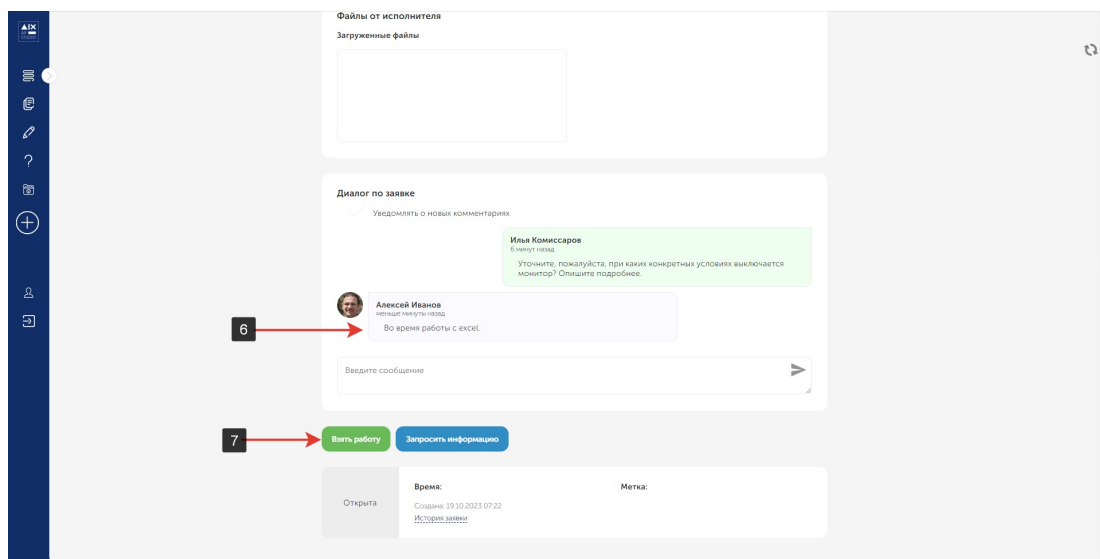 Файлы от исполнителя
Загруженные файлы
Диалог по заявке
Уведомлять о новых комментариях
Илья Комиссаров
6 минут назад
Уточните, пожалуйста, при каких конкретных условиях выключается
монитор? Опишите подробнее.
Алексей Иванов
меньше минуты назад
6
Во время работы с excel.
Введите сообщение
7
Взять работу
Запросить информацию
Время:
Метка:
Открыта
Создана: 19.10.2023 07:22
История заявки